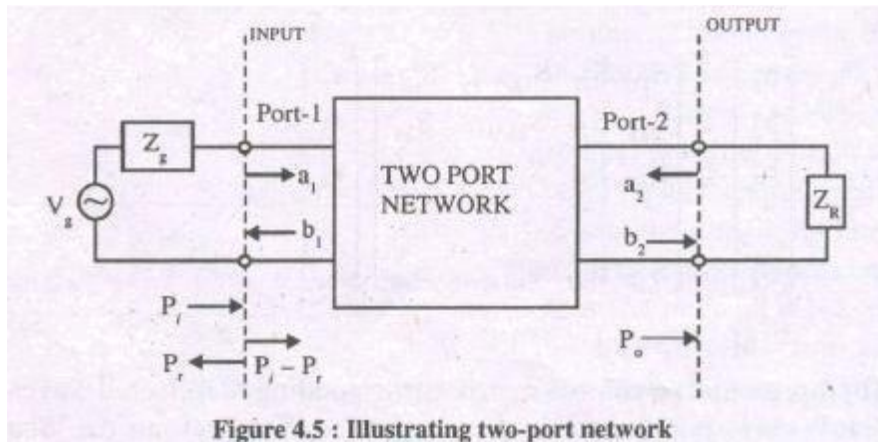 INPUT
OUTPUT
Port-1
Port-2
Z_g
V_g
a_1
b_1
TWO PORT
NETWORK
a_2
b_2
Z_R
P_i
P_r
P_i – P_r
P_o
Figure 4.5 : Illustrating two-port network